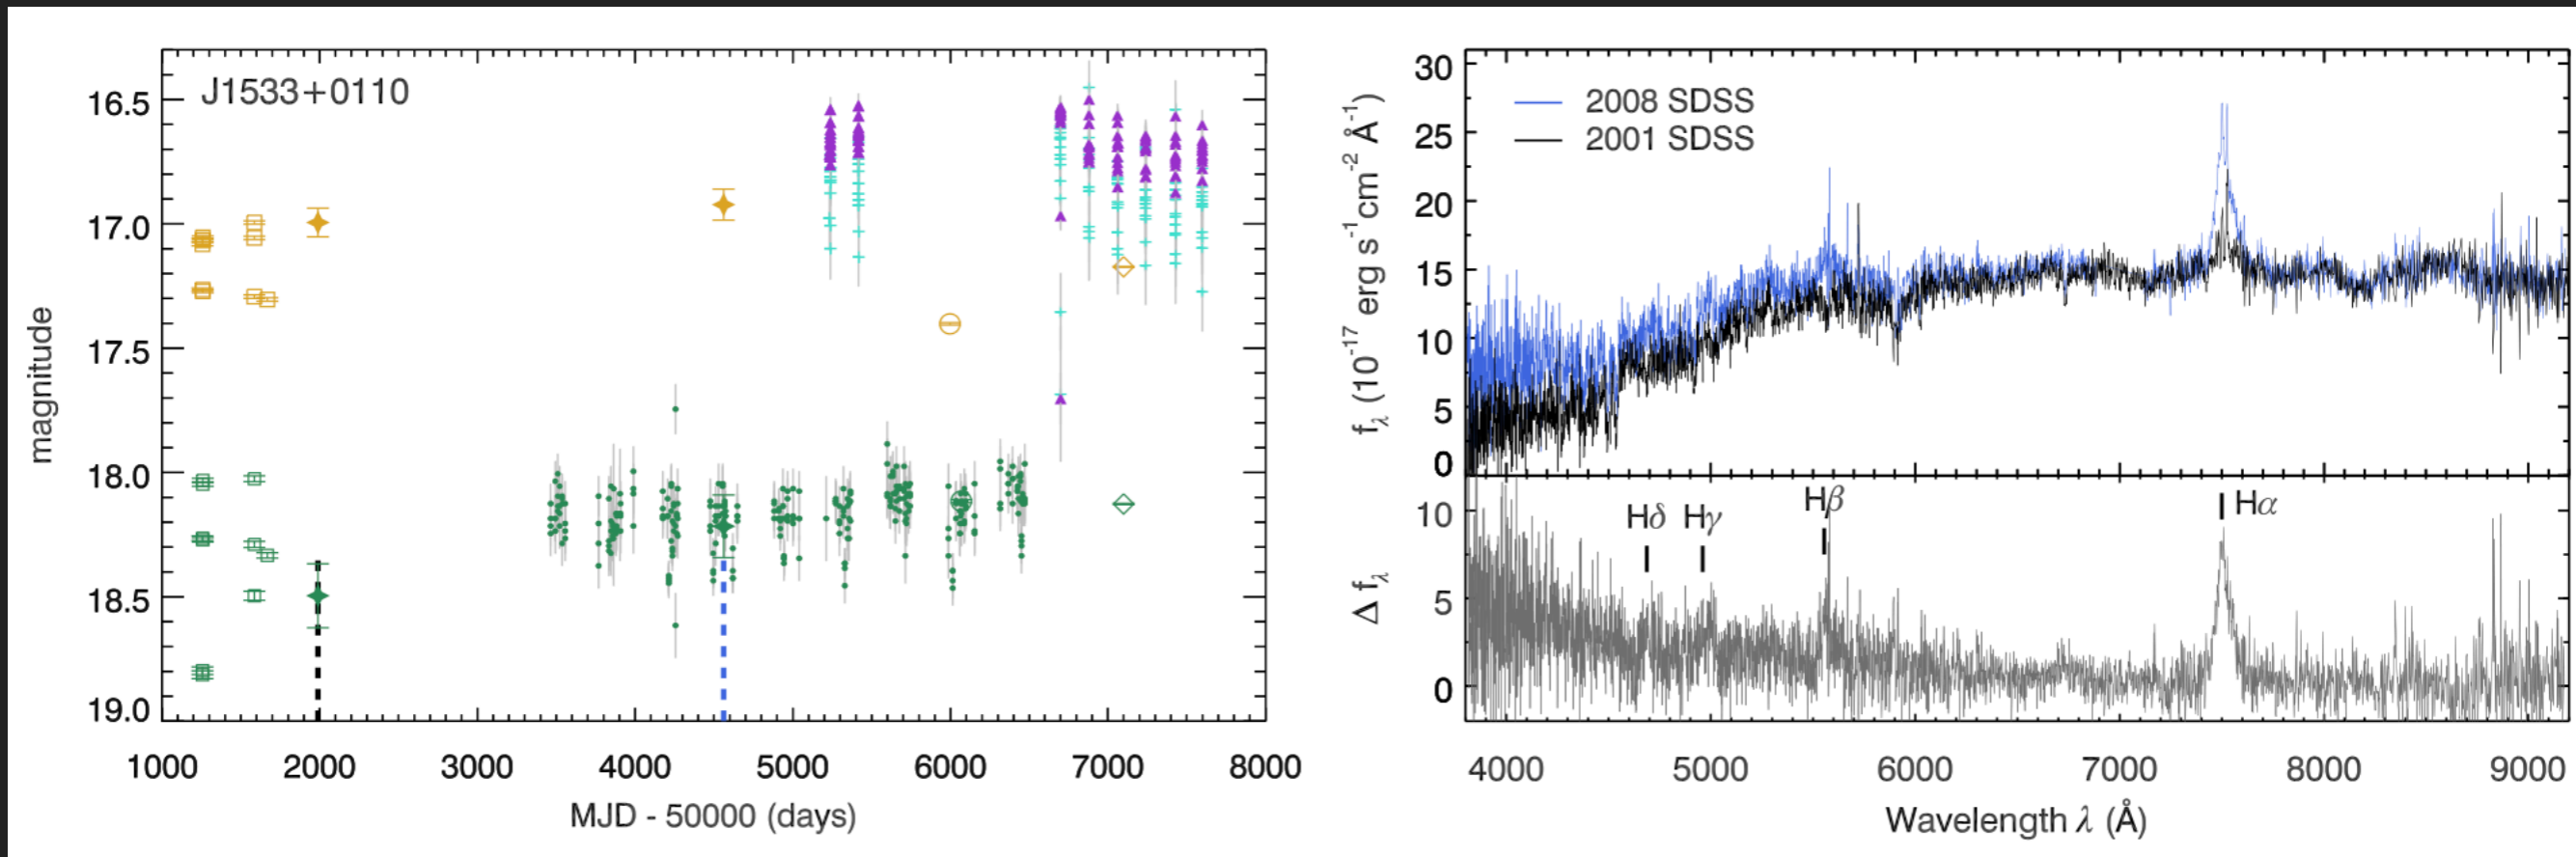 J1533+0110
16.5
17.0
17.5
18.0
18.5
19.0
magnitude
1000 2000 3000 4000 5000 6000 7000 8000
MJD - 50000 (days)
30
25
20
15
10
5
0
f_λ (10^-17 erg s^-1 cm^-2 Å^-1)
2008 SDSS
2001 SDSS
10
5
0
Δ f_λ
Hδ Hγ Hβ Hα
4000 5000 6000 7000 8000 9000
Wavelength λ (Å)